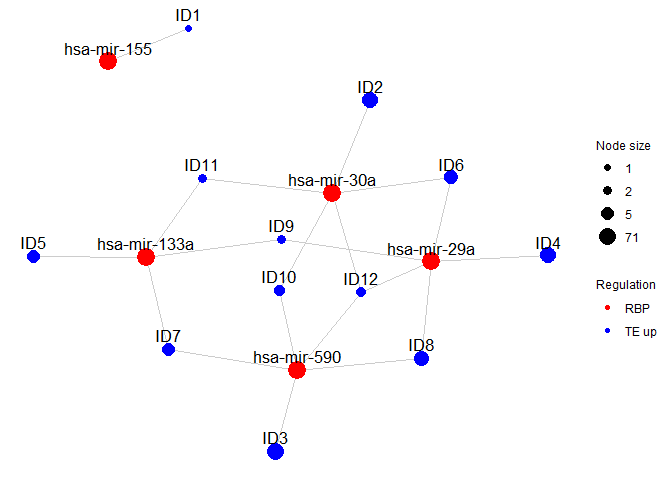 ID1
hsa-mir-155
ID2
ID11
hsa-mir-30a
ID6
ID9
ID5
hsa-mir-133a
hsa-mir-29a
ID4
ID10
ID12
ID7
hsa-mir-590
ID8
ID3
Node size
1
2
5
71
Regulation
RBP
TE up